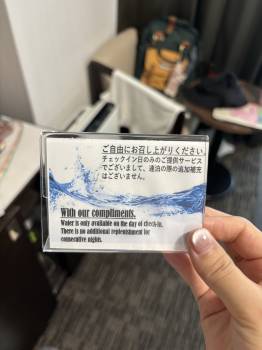 ご自由にお召し上がりください。
チェックイン日のみのご提供サービス
でございまして、連泊の際の追加補充
はございません。
With our compliments.
Water is only available on the day of check-in.
There is no additional replenishment for
consecutive nights.